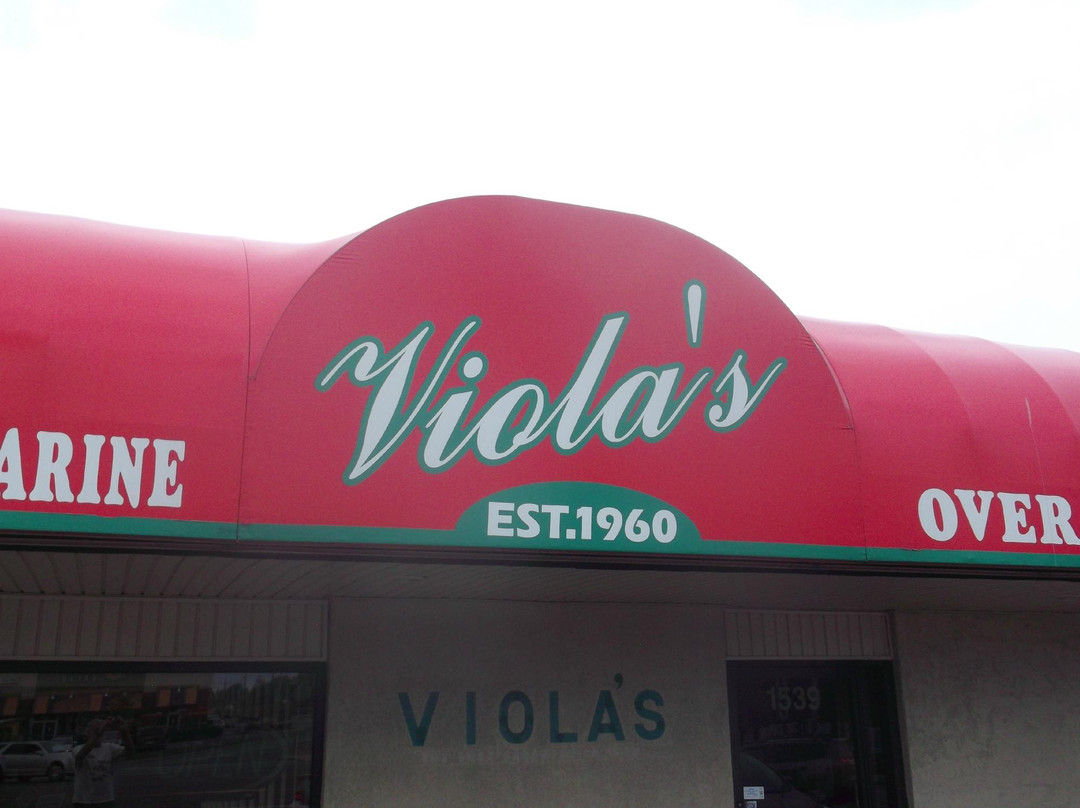 Viola's
EST.1960
ARINE
OVER
VIOLA'S
1539